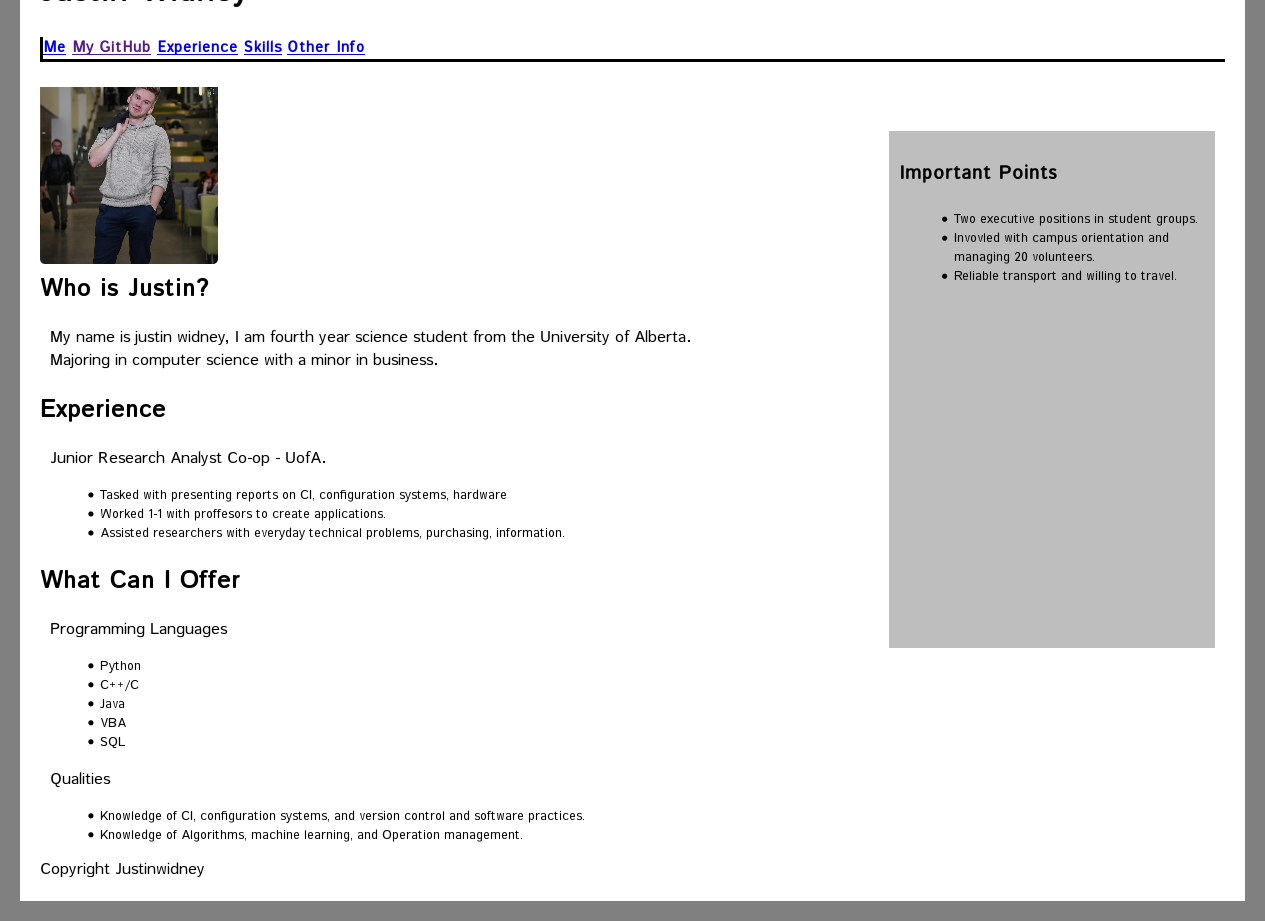 Justin Widney
Me My GitHub Experience Skills Other Info
Who is Justin?
My name is justin widney, I am fourth year science student from the University of Alberta.
Majoring in computer science with a minor in business.
Experience
Junior Research Analyst Co-op - UofA.
Tasked with presenting reports on CI, configuration systems, hardware
Worked 1-1 with proffesors to create applications.
Assisted researchers with everyday technical problems, purchasing, information.
What Can I Offer
Programming Languages
Python
C++/C
Java
VBA
SQL
Qualities
Knowledge of CI, configuration systems, and version control and software practices.
Knowledge of Algorithms, machine learning, and Operation management.
Copyright Justinwidney
Important Points
Two executive positions in student groups.
Invovled with campus orientation and
managing 20 volunteers.
Reliable transport and willing to travel.